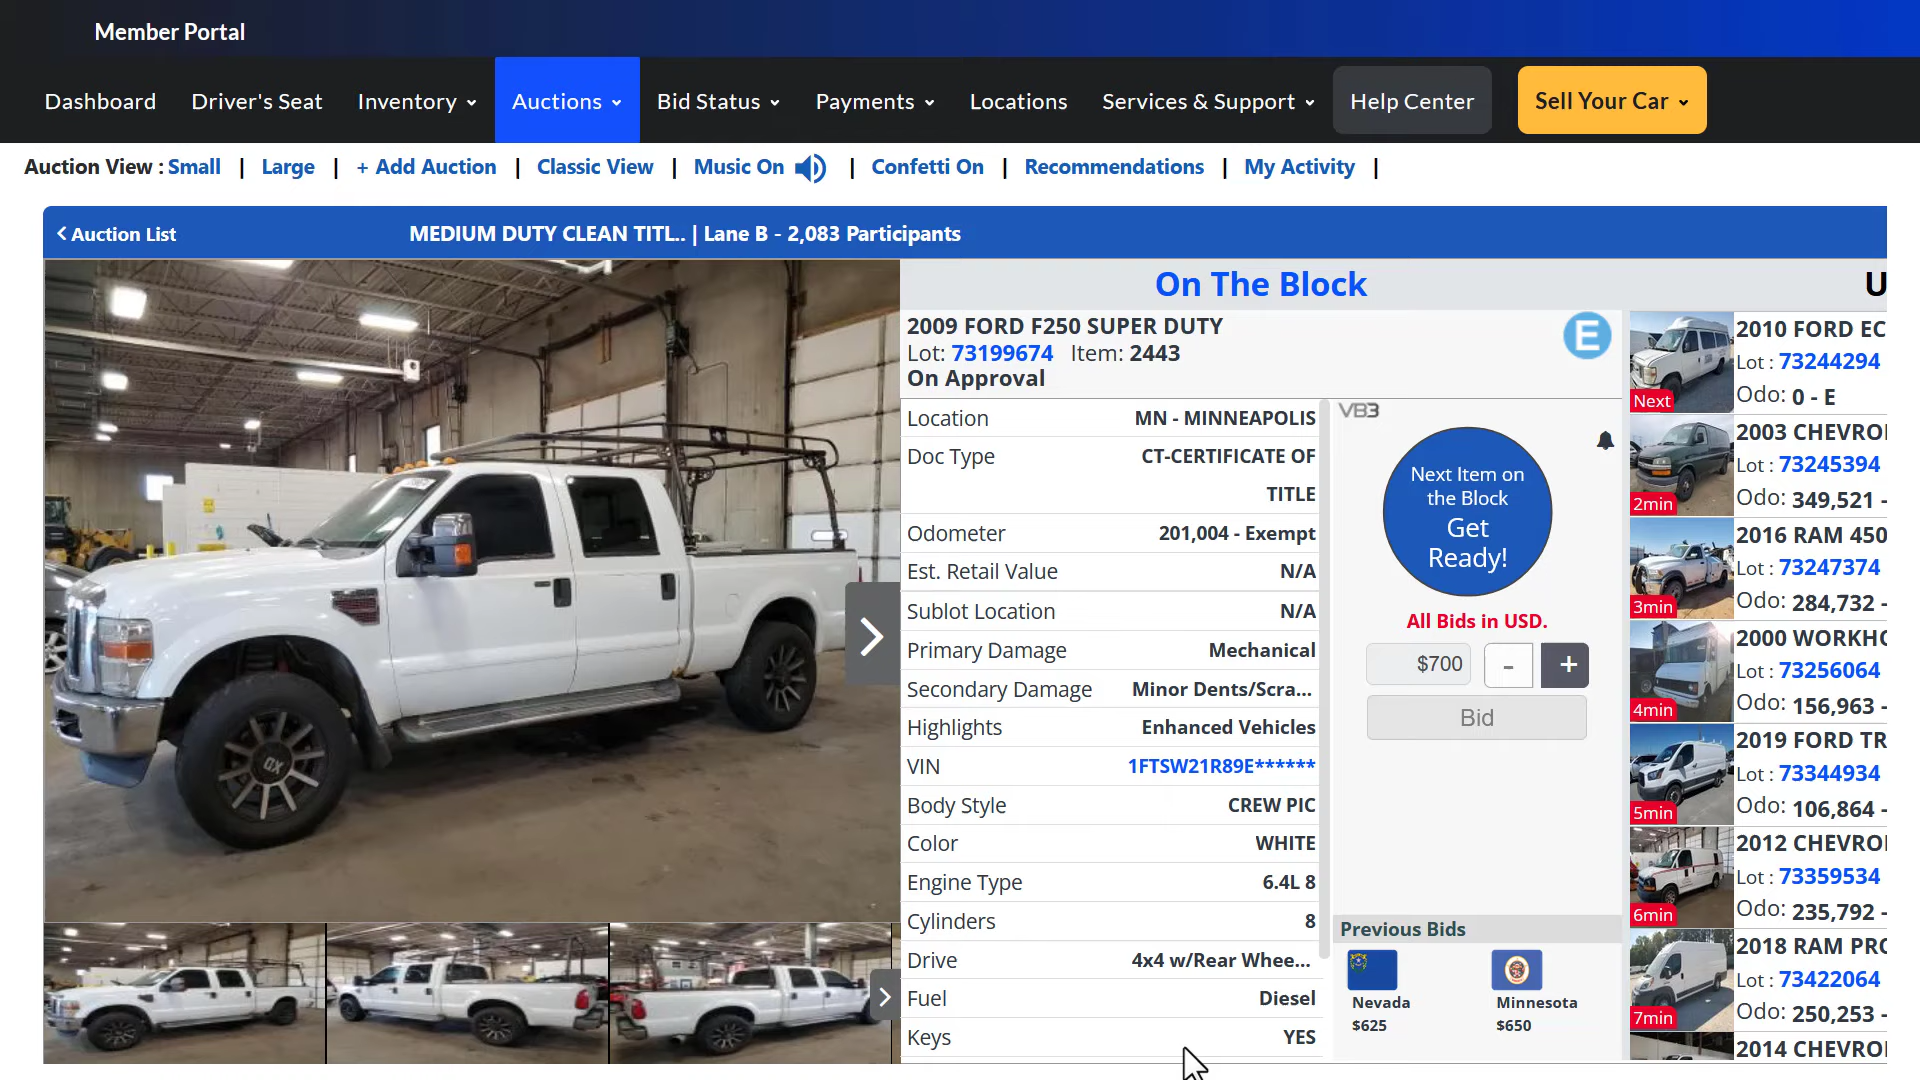 Member Portal
Dashboard Driver's Seat Inventory Auctions Bid Status Payments Locations Services & Support Help Center Sell Your Car
Auction View : Small | Large | + Add Auction | Classic View | Music On | Confetti On | Recommendations | My Activity |
Auction List MEDIUM DUTY CLEAN TITL.. | Lane B - 2,083 Participants
On The Block
U
2009 FORD F250 SUPER DUTY
Lot: 73199674 Item: 2443
On Approval
E
Location MN - MINNEAPOLIS
Doc Type CT-CERTIFICATE OF
TITLE
Odometer 201,004 - Exempt
Est. Retail Value N/A
Sublot Location N/A
Primary Damage Mechanical
Secondary Damage Minor Dents/Scra...
Highlights Enhanced Vehicles
VIN 1FTSW21R89E******
Body Style CREW PIC
Color WHITE
Engine Type 6.4L 8
Cylinders 8
Drive 4x4 w/Rear Whee...
Fuel Diesel
Keys YES
VB3
Next Item on
the Block
Get
Ready!
All Bids in USD.
$700 - +
Bid
Previous Bids
Nevada
$625
Minnesota
$650
2010 FORD EC
Lot : 73244294
Next
Odo: 0 - E
2003 CHEVROI
Lot : 73245394
2min
Odo: 349,521 -
2016 RAM 450
Lot : 73247374
3min
Odo: 284,732 -
2000 WORKHO
Lot : 73256064
4min
Odo: 156,963 -
2019 FORD TR
Lot : 73344934
5min
Odo: 106,864 -
2012 CHEVROI
Lot : 73359534
6min
Odo: 235,792 -
2018 RAM PRO
Lot : 73422064
7min
Odo: 250,253 -
2014 CHEVROI